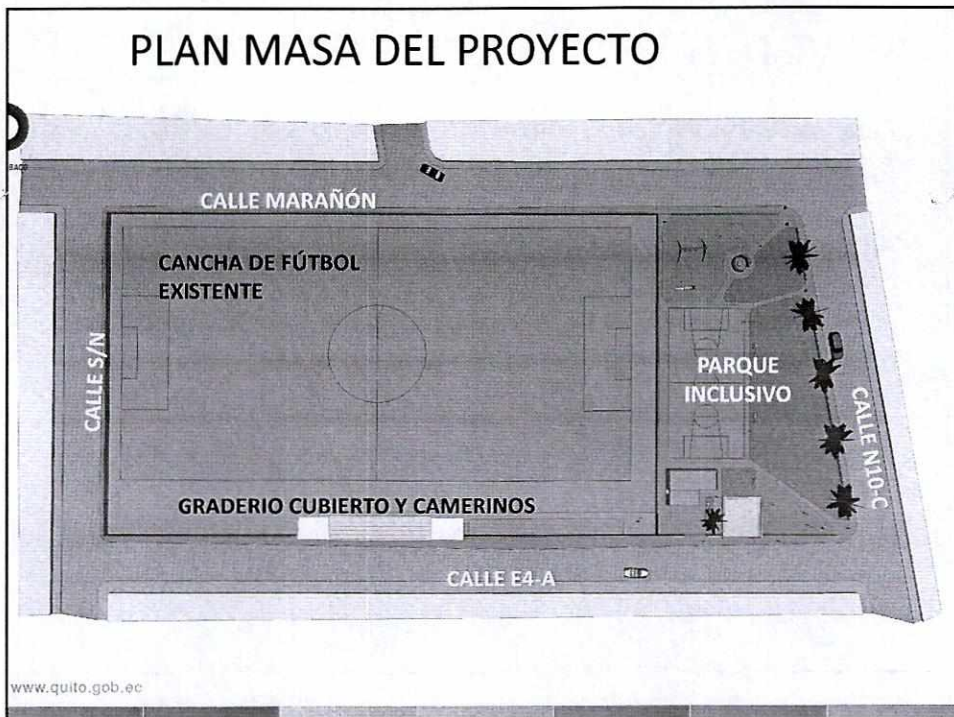 PLAN MASA DEL PROYECTO
CALLE MARAÑÓN
CANCHA DE FÚTBOL
EXISTENTE
CALLE S/N
PARQUE
INCLUSIVO
CALLE N10-C
GRADERIO CUBIERTO Y CAMERINOS
CALLE E4-A
www.quito.gob.ec